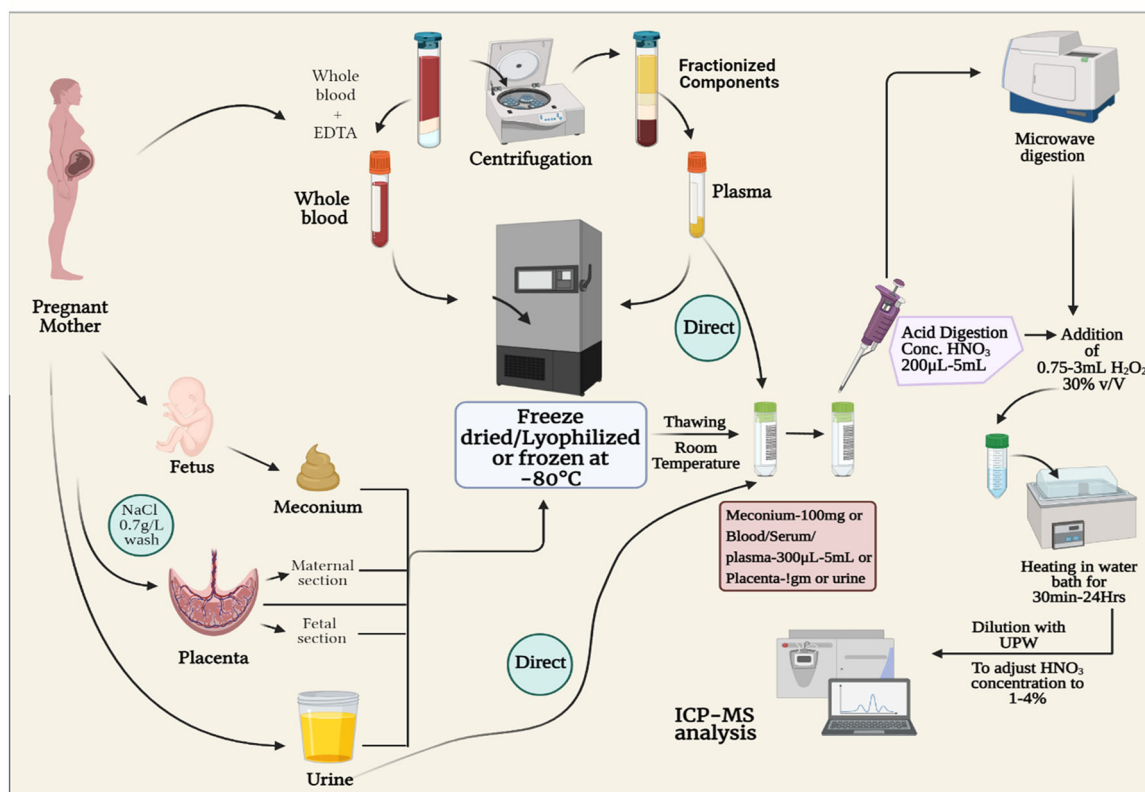 Whole
blood
+
EDTA
Centrifugation
Fractionized
Components
Microwave
digestion
Whole
blood
Plasma
Pregnant
Mother
Direct
Acid Digestion
Conc. HNO₃
200µL-5mL
Addition
of
0.75-3mL H₂O₂
30% v/V
Freeze
dried/Lyophilized
or frozen at
-80°C
Thawing
Room
Temperature
Fetus
Meconium
NaCl
0.7g/L
wash
Meconium-100mg or
Blood/Serum/
plasma-300µL-5mL or
Placenta-!gm or urine
Maternal
section
Fetal
section
Placenta
Heating in water
bath for
30min-24Hrs
Dilution with
UPW
To adjust HNO₃
concentration to
1-4%
Direct
ICP-MS
analysis
Urine